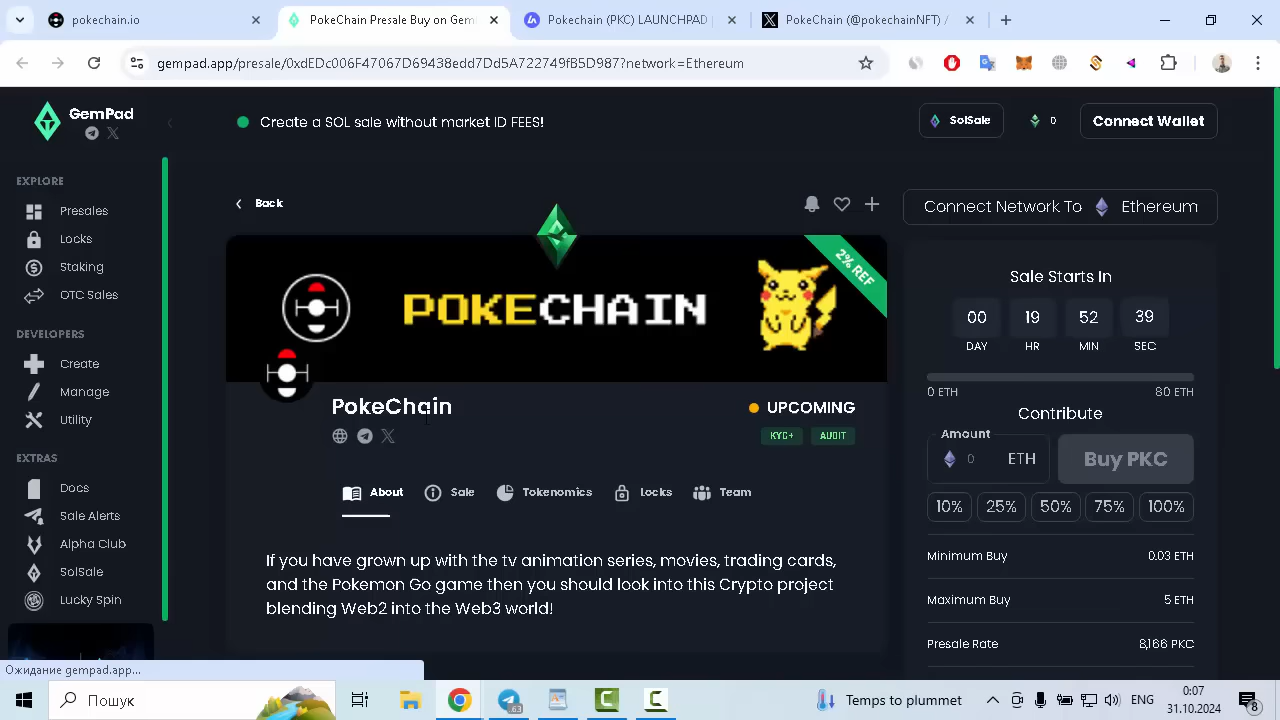 pokechain.io
PokeChain Presale Buy on Gem
Pokechain (PKC) LAUNCHPAD
PokeChain (@pokechainNFT) /
gempad.app/presale/0xdEDc006F47067D69438edd7Dd5A722749fB5D987?network=Ethereum
GemPad
Create a SOL sale without market ID FEES!
SolSale
0
Connect Wallet
EXPLORE
Presales
Locks
Staking
OTC Sales
DEVELOPERS
Create
Manage
Utility
EXTRAS
Docs
Sale Alerts
Alpha Club
SolSale
Lucky Spin
Back
Connect Network To Ethereum
POKECHAIN
2% REF
PokeChain
UPCOMING
KYC+
AUDIT
About
Sale
Tokenomics
Locks
Team
If you have grown up with the tv animation series, movies, trading cards,
and the Pokemon Go game then you should look into this Crypto project
blending Web2 into the Web3 world!
Sale Starts In
00 19 52 39
DAY HR MIN SEC
0 ETH 80 ETH
Contribute
Amount
0 ETH
Buy PKC
10% 25% 50% 75% 100%
Minimum Buy 0.03 ETH
Maximum Buy 5 ETH
Presale Rate 8,166 PKC
Ожидание gempad.app...
Пошук
63
Temps to plummet
ENG
0:07
31.10.2024
8